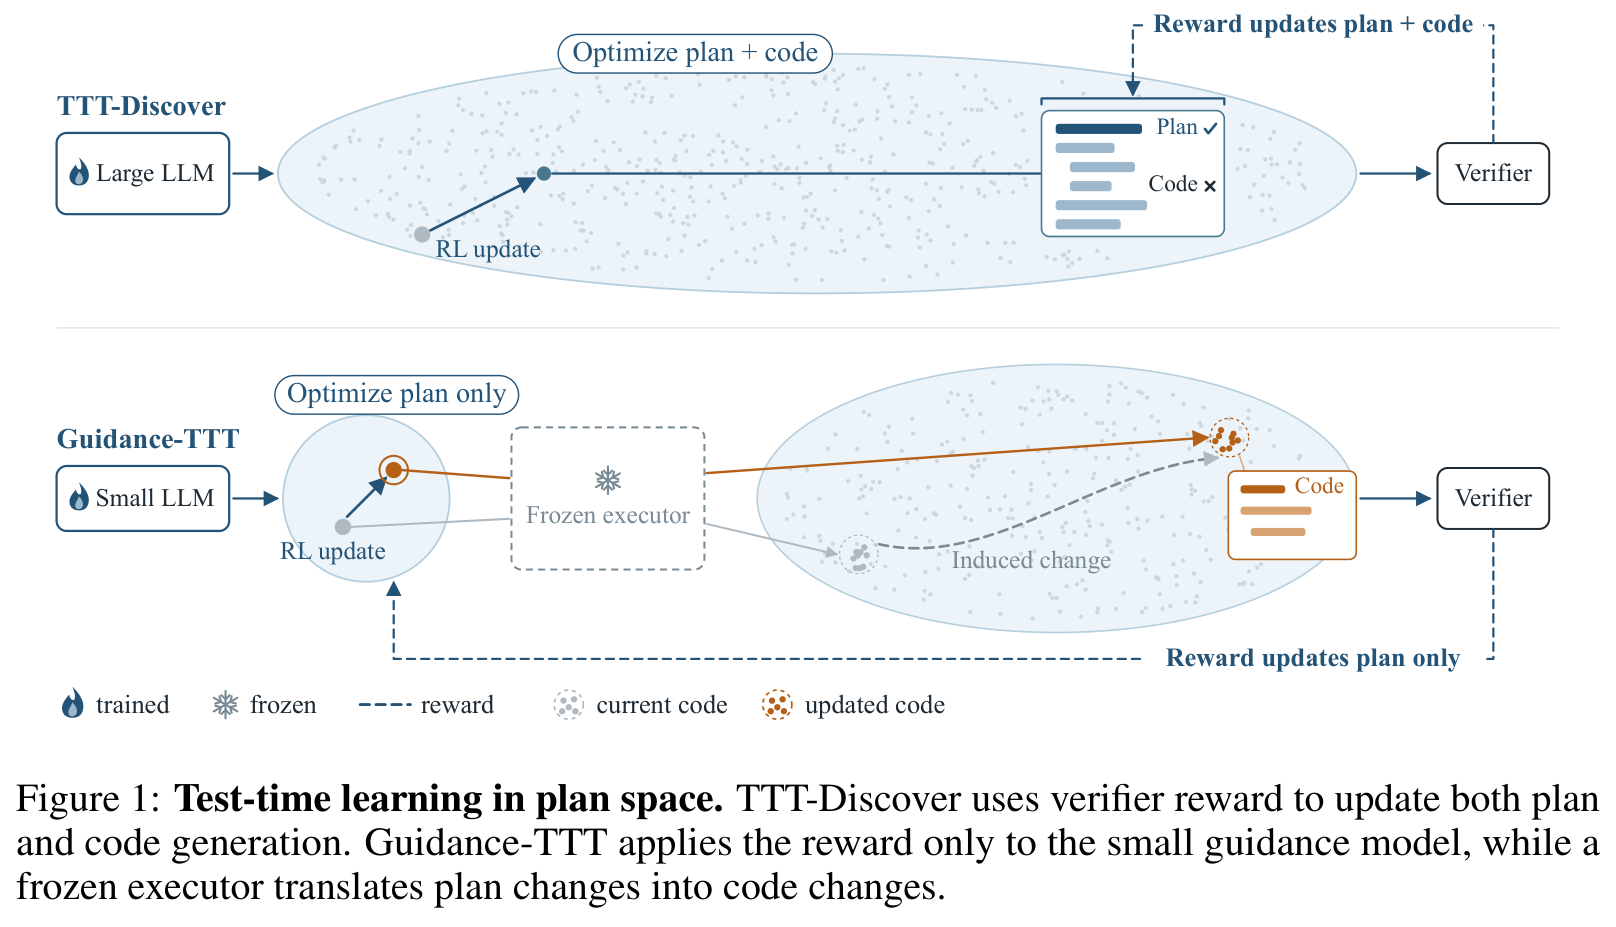 Reward updates plan + code
Optimize plan + code
TTT-Discover
Large LLM
Plan
Code
Verifier
RL update
Optimize plan only
Guidance-TTT
Small LLM
Frozen executor
Code
Verifier
RL update
Induced change
Reward updates plan only
trained
frozen
reward
current code
updated code
Figure 1: Test-time learning in plan space. TTT-Discover uses verifier reward to update both plan
and code generation. Guidance-TTT applies the reward only to the small guidance model, while a
frozen executor translates plan changes into code changes.